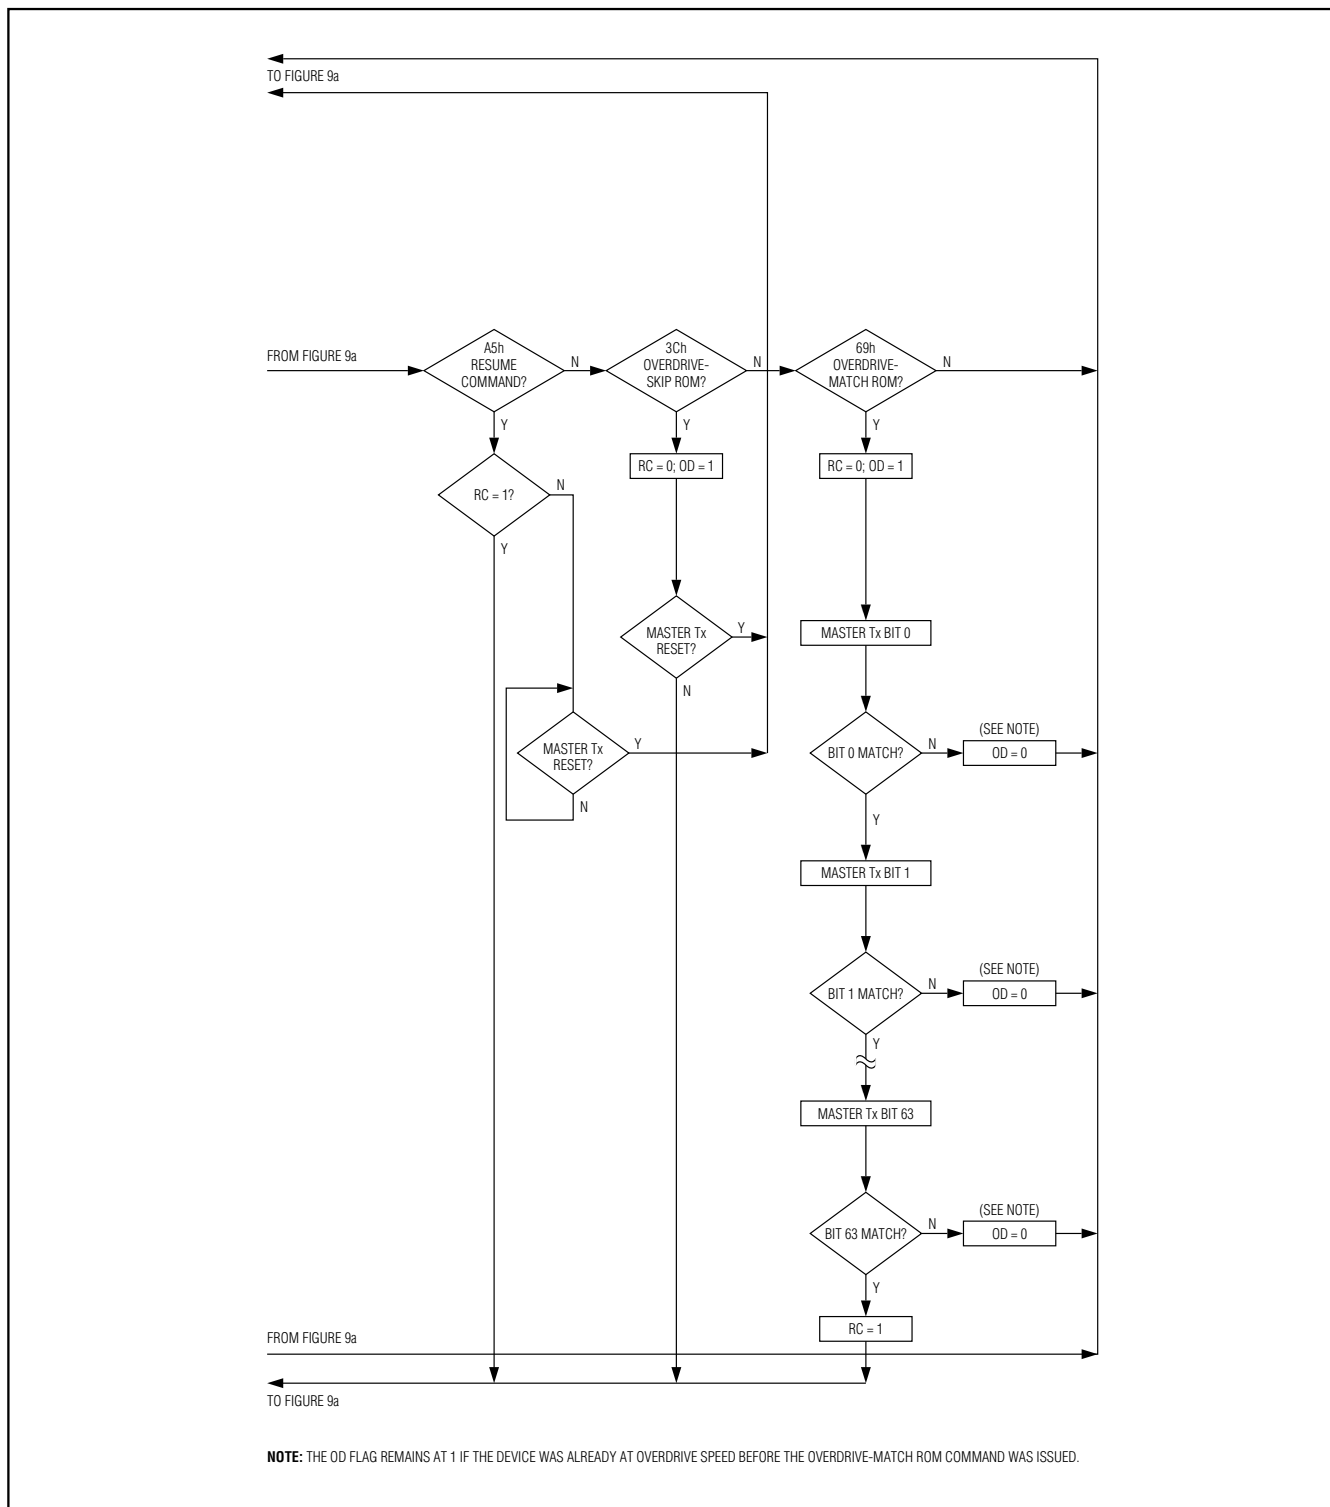 TO FIGURE 9a
FROM FIGURE 9a
A5h
RESUME
COMMAND?
N
Y
3Ch
OVERDRIVE-
SKIP ROM?
N
Y
69h
OVERDRIVE-
MATCH ROM?
N
Y
RC = 1?
N
Y
RC = 0; OD = 1
RC = 0; OD = 1
MASTER Tx
RESET?
Y
N
MASTER Tx BIT 0
MASTER Tx
RESET?
Y
N
BIT 0 MATCH?
N
Y
(SEE NOTE)
OD = 0
MASTER Tx BIT 1
BIT 1 MATCH?
N
Y
(SEE NOTE)
OD = 0
MASTER Tx BIT 63
BIT 63 MATCH?
N
Y
(SEE NOTE)
OD = 0
RC = 1
FROM FIGURE 9a
TO FIGURE 9a
NOTE: THE OD FLAG REMAINS AT 1 IF THE DEVICE WAS ALREADY AT OVERDRIVE SPEED BEFORE THE OVERDRIVE-MATCH ROM COMMAND WAS ISSUED.